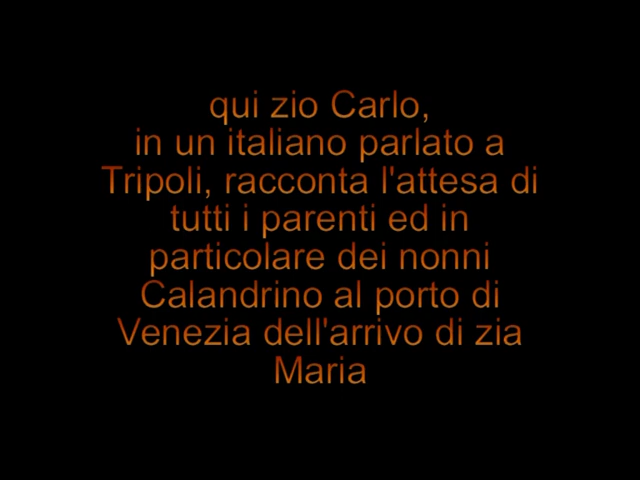 qui zio Carlo,
in un italiano parlato a
Tripoli, racconta l'attesa di
tutti i parenti ed in
particolare dei nonni
Calandrino al porto di
Venezia dell'arrivo di zia
Maria